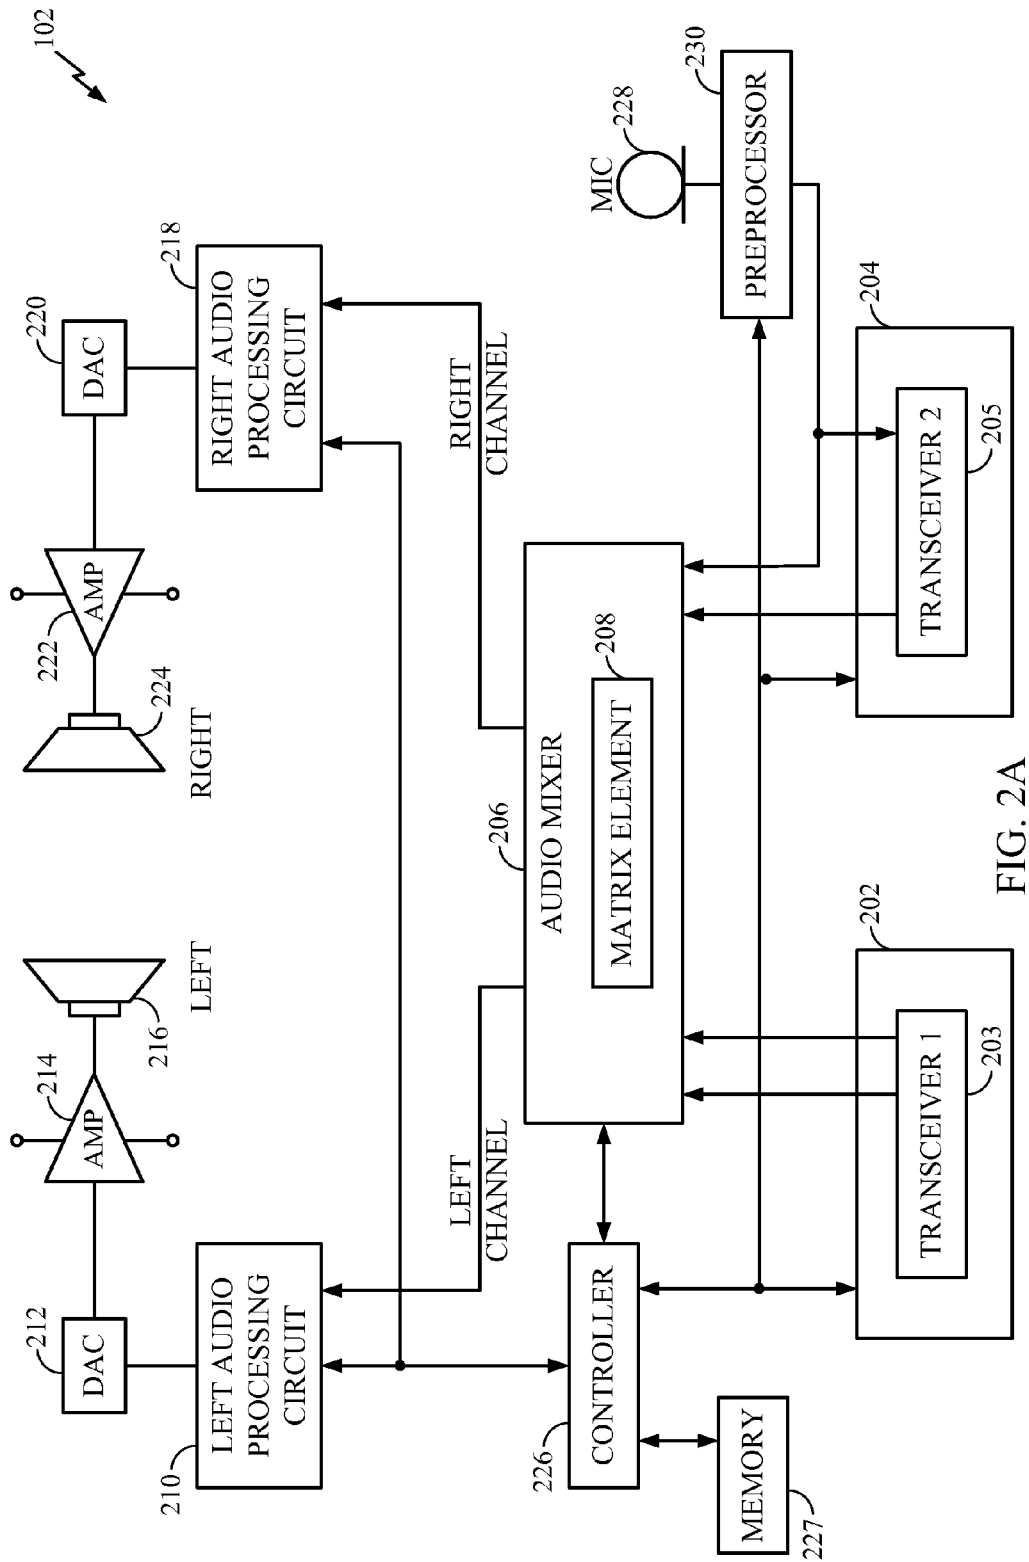 102
220
DAC
222
AMP
224
RIGHT
218
RIGHT AUDIO
PROCESSING
CIRCUIT
216
LEFT
214
AMP
212
DAC
210
LEFT AUDIO
PROCESSING
CIRCUIT
RIGHT
CHANNEL
LEFT
CHANNEL
206
AUDIO MIXER
208
MATRIX ELEMENT
226
CONTROLLER
227
MEMORY
MIC
228
230
PREPROCESSOR
202
TRANSCEIVER 1
203
204
TRANSCEIVER 2
205
FIG. 2A